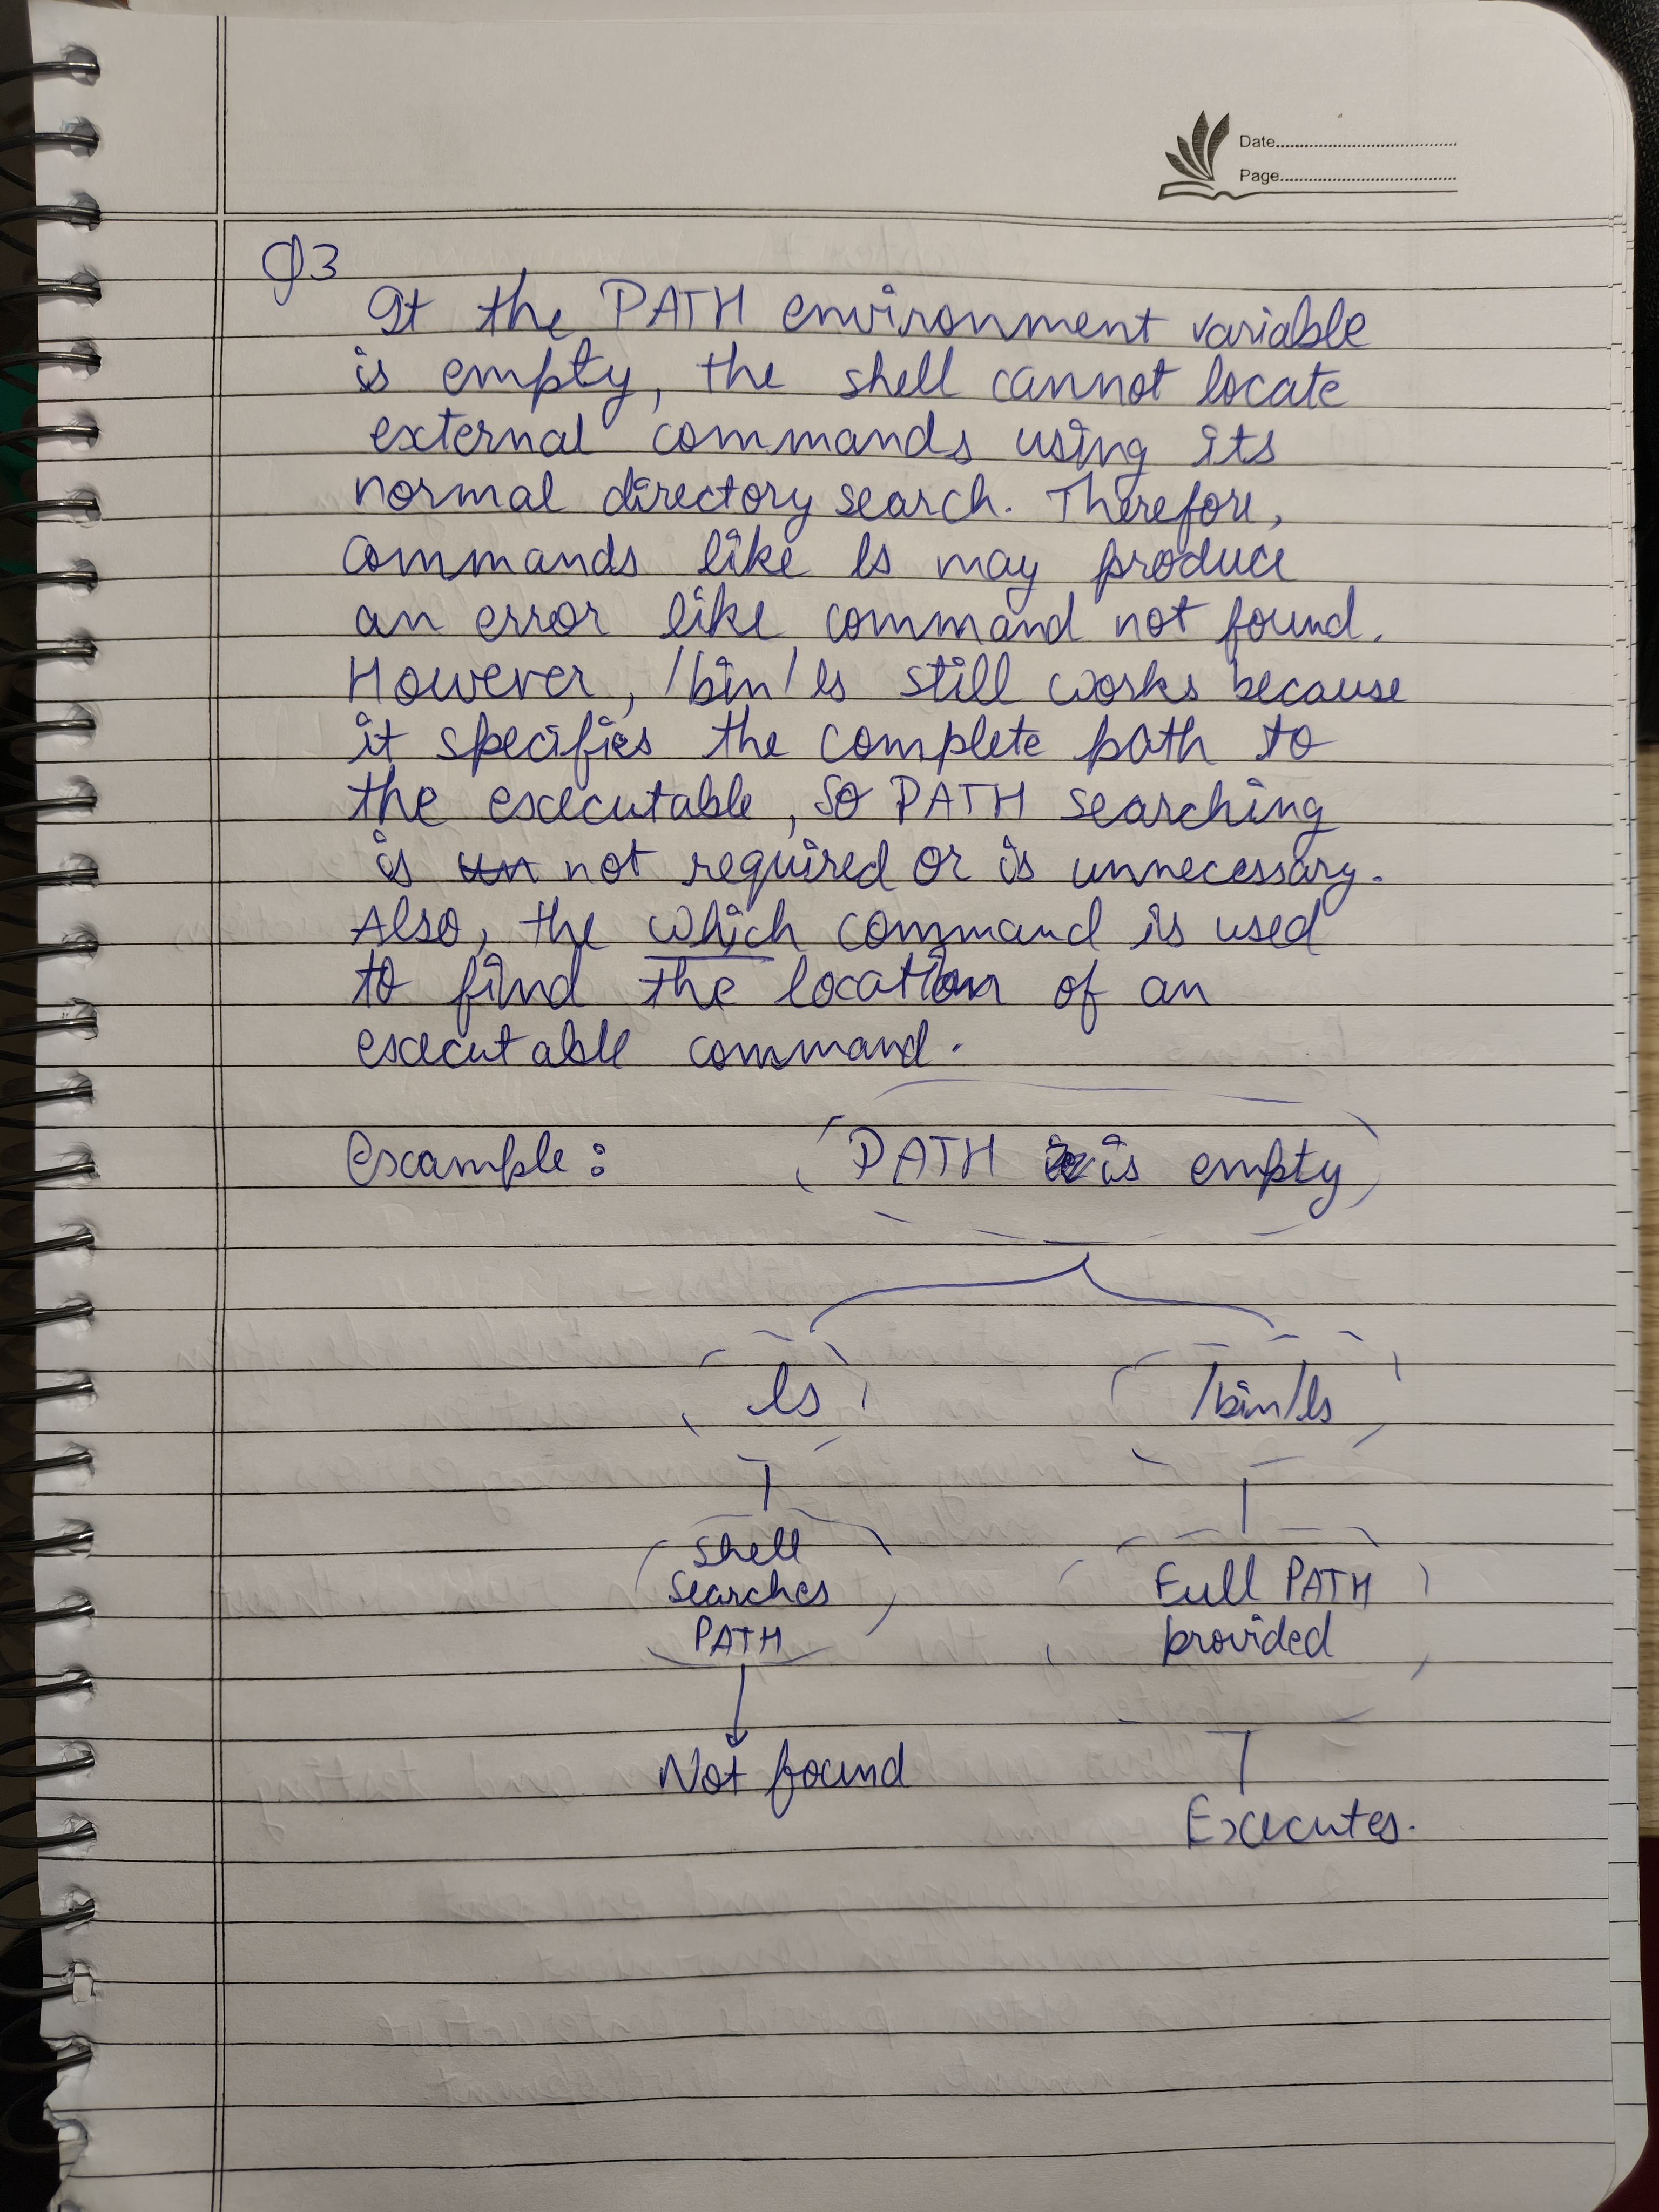 Date
Page
Q3
If the PATH environment variable
is empty, the shell cannot locate
external commands using its
normal directory search. Therefore,
commands like ls may produce
an error like command not found.
However, /bin/ls still works because
it specifies the complete path to
the executable, so PATH searching
is not required or is unnecessary.
Also, the which command is used
to find the location of an
executable command.
Example: PATH is empty
ls /bin/ls
Shell
Searches
PATH
Full PATH
provided
Not found
Executes.